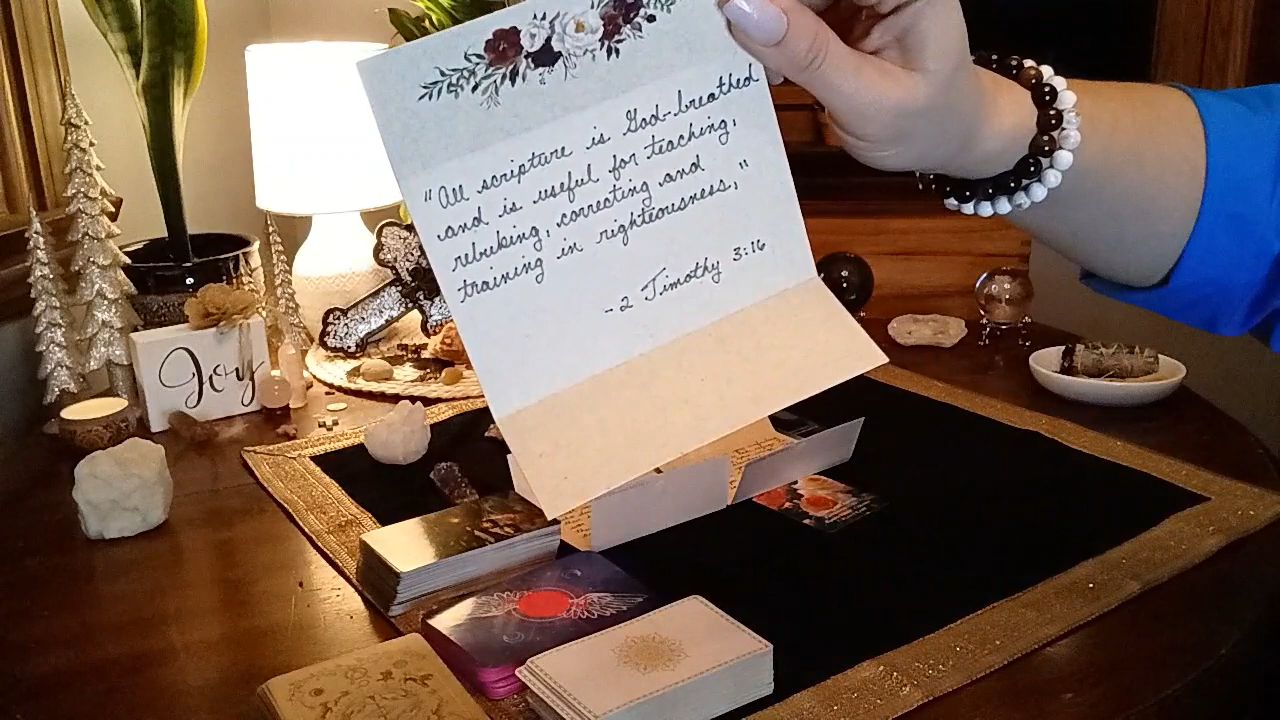 "All scripture is God-breathed
and is useful for teaching,
rebuking, correcting and
training in righteousness,"
-2 Timothy 3:16
Joy